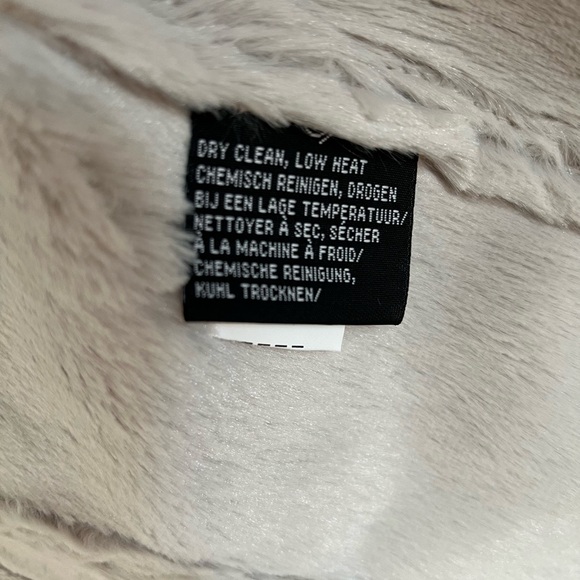 DRY CLEAN, LOW HEAT
CHEMISCH REINIGEN, DROGEN
BIJ EEN LAGE TEMPERATUUR/
NETTOYER À SEC, SÉCHER
À LA MACHINE À FROID/
CHEMISCHE REINIGUNG,
KUHL TROCKNEN/